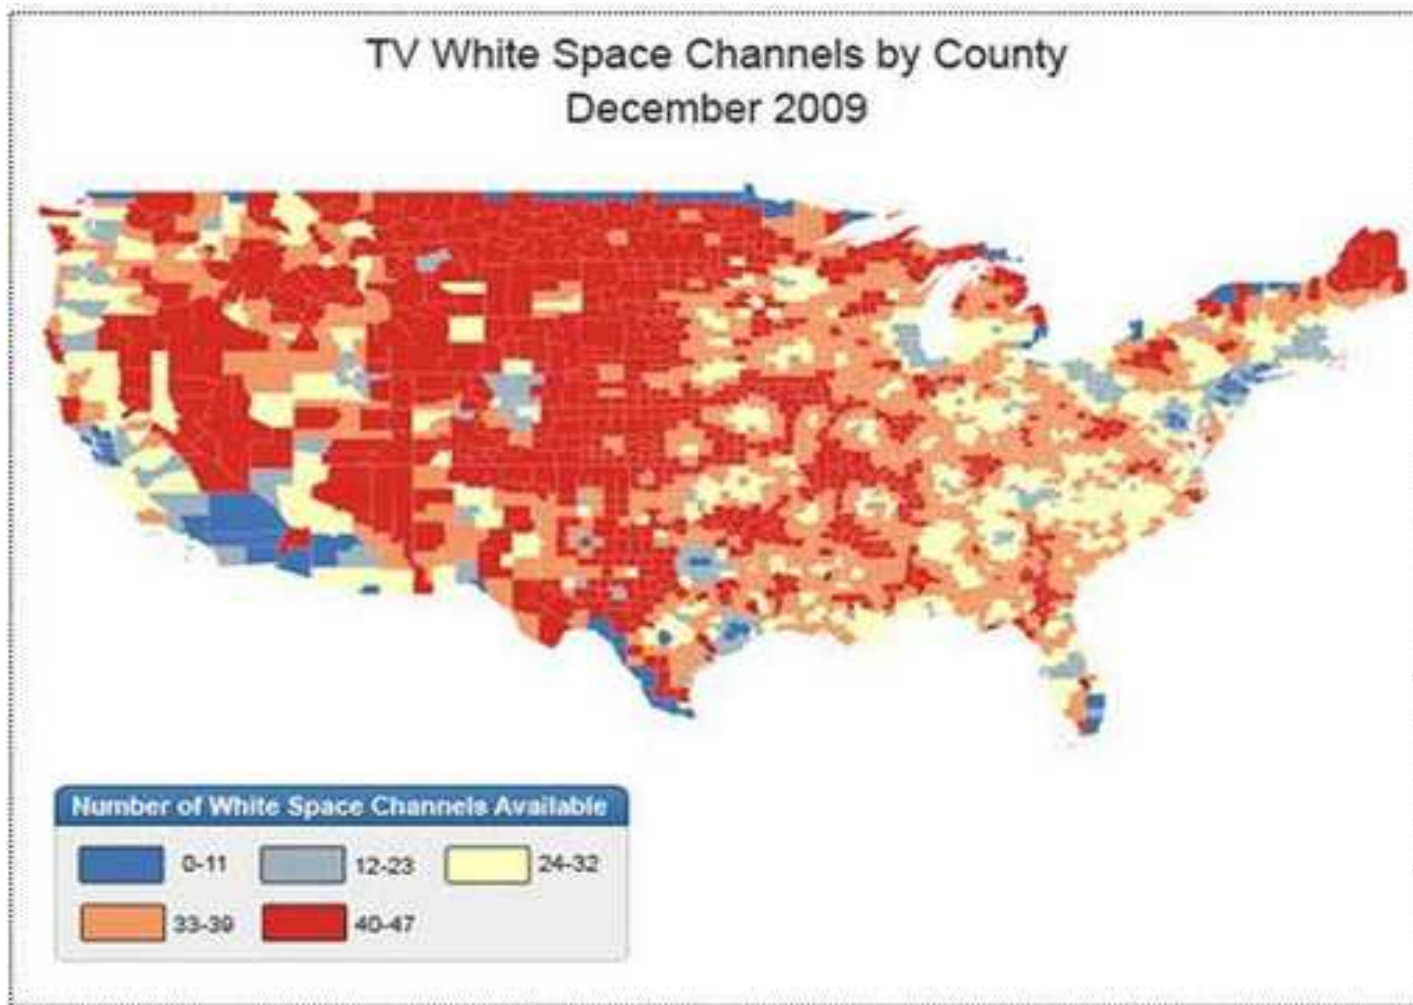 TV White Space Channels by County
December 2009
Number of White Space Channels Available
0-11
12-23
24-32
33-39
40-47